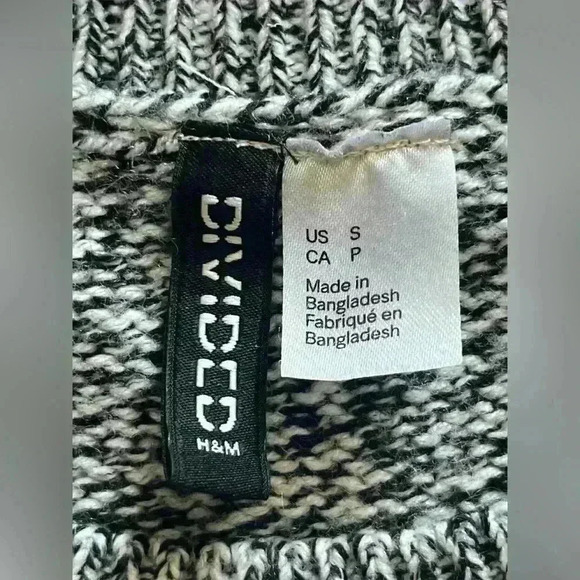 DIVIDED
H&M
US S
CA P
Made in
Bangladesh
Fabriqué en
Bangladesh